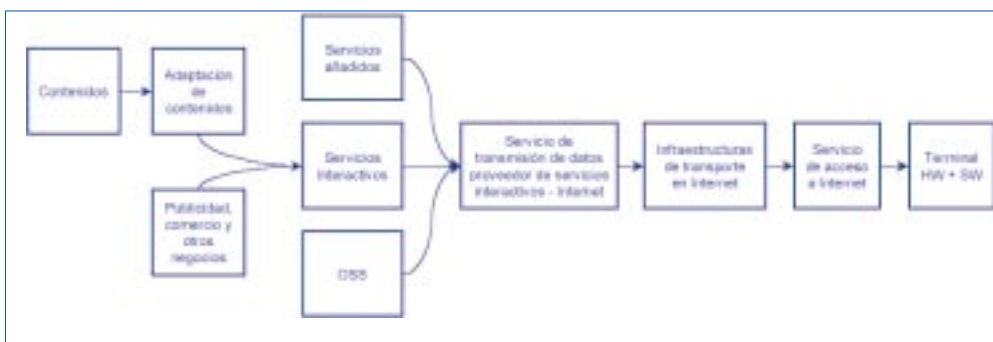 Contenidos
Adaptación
de
contenidos
Publicidad,
comercio y
otros
negocios
Servicios
añadidos
Servicios
interactivos
OSS
Servicio de
transmisión de datos
proveedor de servicios
interactivos - Internet
Infraestructuras
de transporte
en Internet
Servicio
de acceso
a Internet
Terminal
HW + SW